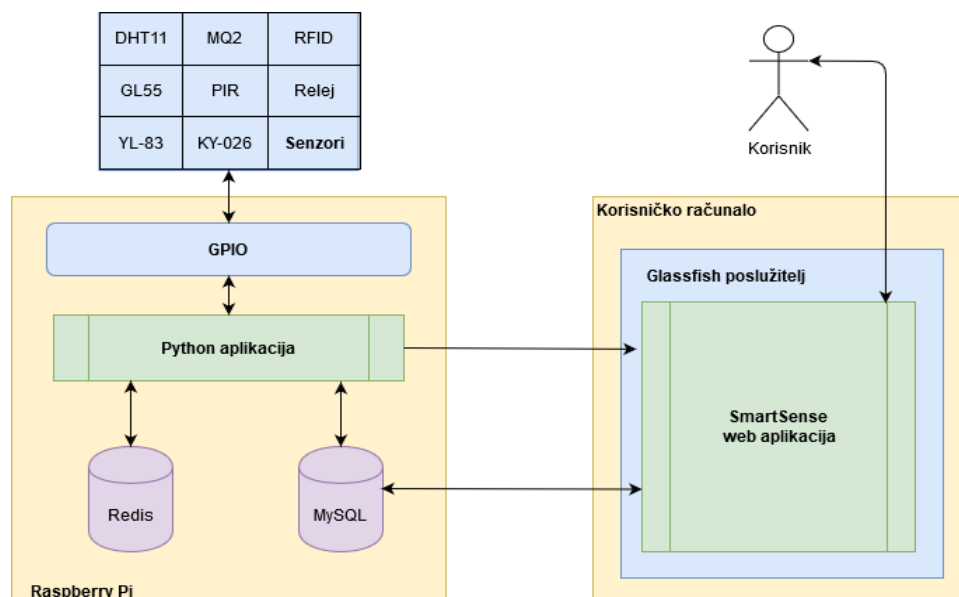 DHT11 MQ2 RFID
GL55 PIR Relej
YL-83 KY-026 Senzori
Korisnik
Korisničko računalo
GPIO
Glassfish poslužitelj
Python aplikacija
SmartSense
web aplikacija
Redis
MySQL
Raspberry Pi